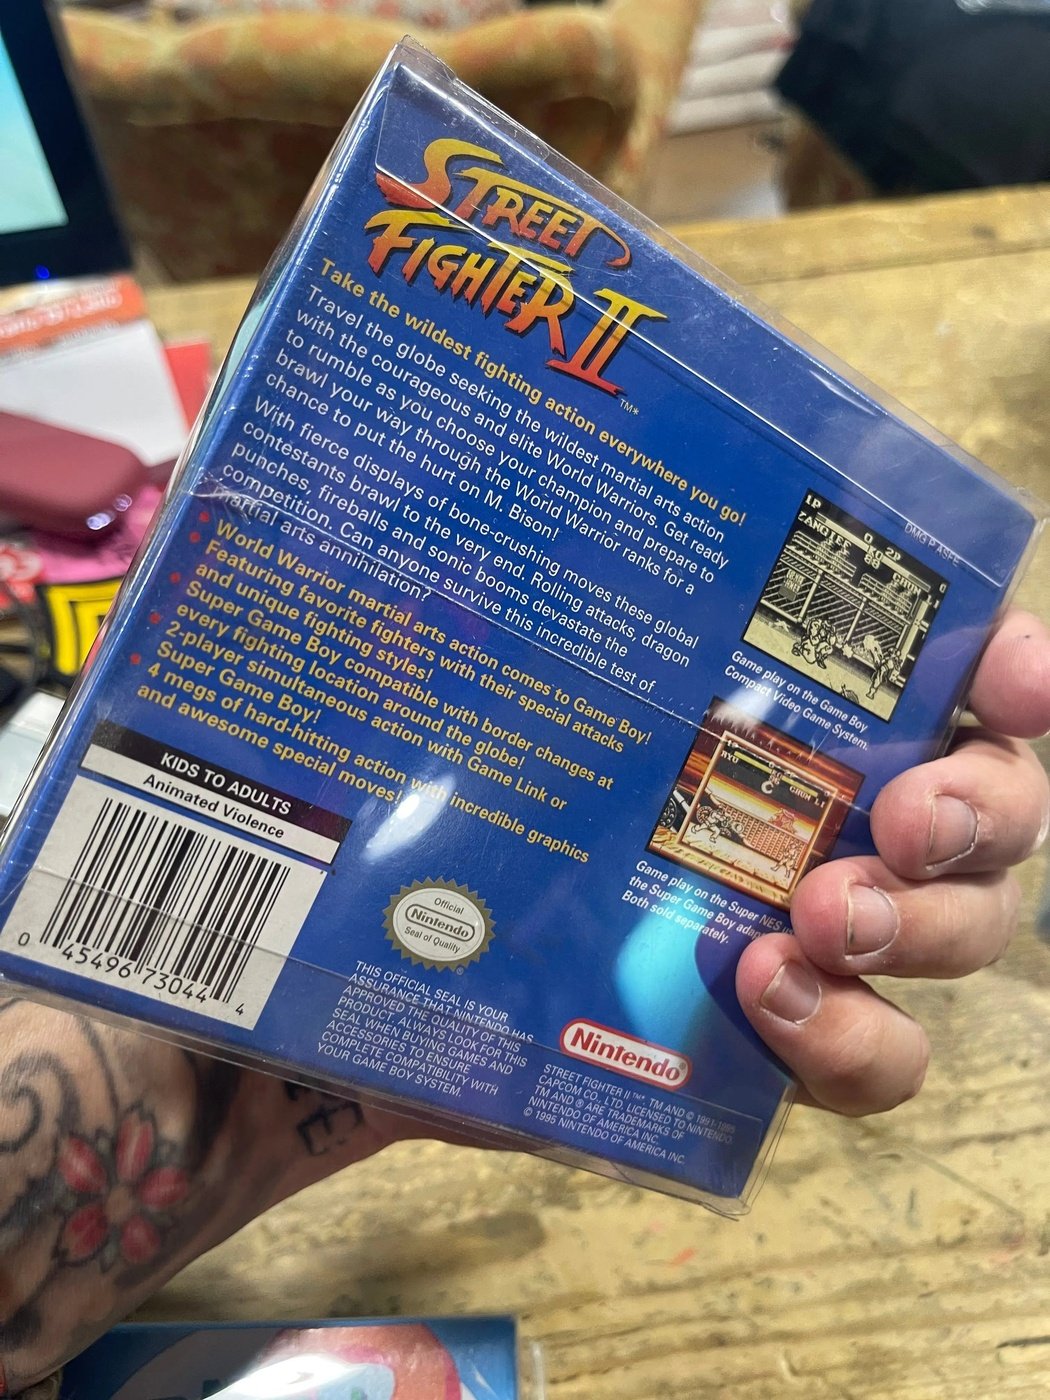 STREET
FIGHTER II
TM*
Take the wildest fighting action everywhere you go!
Travel the globe seeking the wildest martial arts action
with the courageous and elite World Warriors. Get ready
to rumble as you choose your champion and prepare to
brawl your way through the World Warrior ranks for a
chance to put the hurt on M. Bison!
With fierce displays of bone-crushing moves these global
contestants brawl to the very end. Rolling attacks, dragon
punches, fireballs and sonic booms devastate the
competition. Can anyone survive this incredible test of
martial arts annihilation?
World Warrior martial arts action comes to Game Boy!
Featuring favorite fighters with their special attacks
and unique fighting styles!
Super Game Boy compatible with border changes at
every fighting location around the globe!
2-player simultaneous action with Game Link or
Super Game Boy!
4 megs of hard-hitting action with incredible graphics
and awesome special moves!
DMG P ASFE
1P
ZANGIEF
Game play on the Game Boy
Compact Video Game System.
RYU
CHUN LI
Game play on the Super NES
the Super Game Boy
Both sold separately.
KIDS TO ADULTS
Animated Violence
0 45496 73044 4
Official
Nintendo
Seal of Quality
THIS OFFICIAL SEAL IS YOUR
ASSURANCE THAT NINTENDO HAS
APPROVED THE QUALITY OF THIS
PRODUCT. ALWAYS LOOK FOR THIS
SEAL WHEN BUYING GAMES AND
ACCESSORIES TO ENSURE
COMPLETE COMPATIBILITY WITH
YOUR GAME BOY SYSTEM.
Nintendo®
STREET FIGHTER II ™ TM AND © 1991, 1995
CAPCOM CO., LTD. LICENSED TO NINTENDO.
TM AND ® ARE TRADEMARKS OF
NINTENDO OF AMERICA INC.
© 1995 NINTENDO OF AMERICA INC.